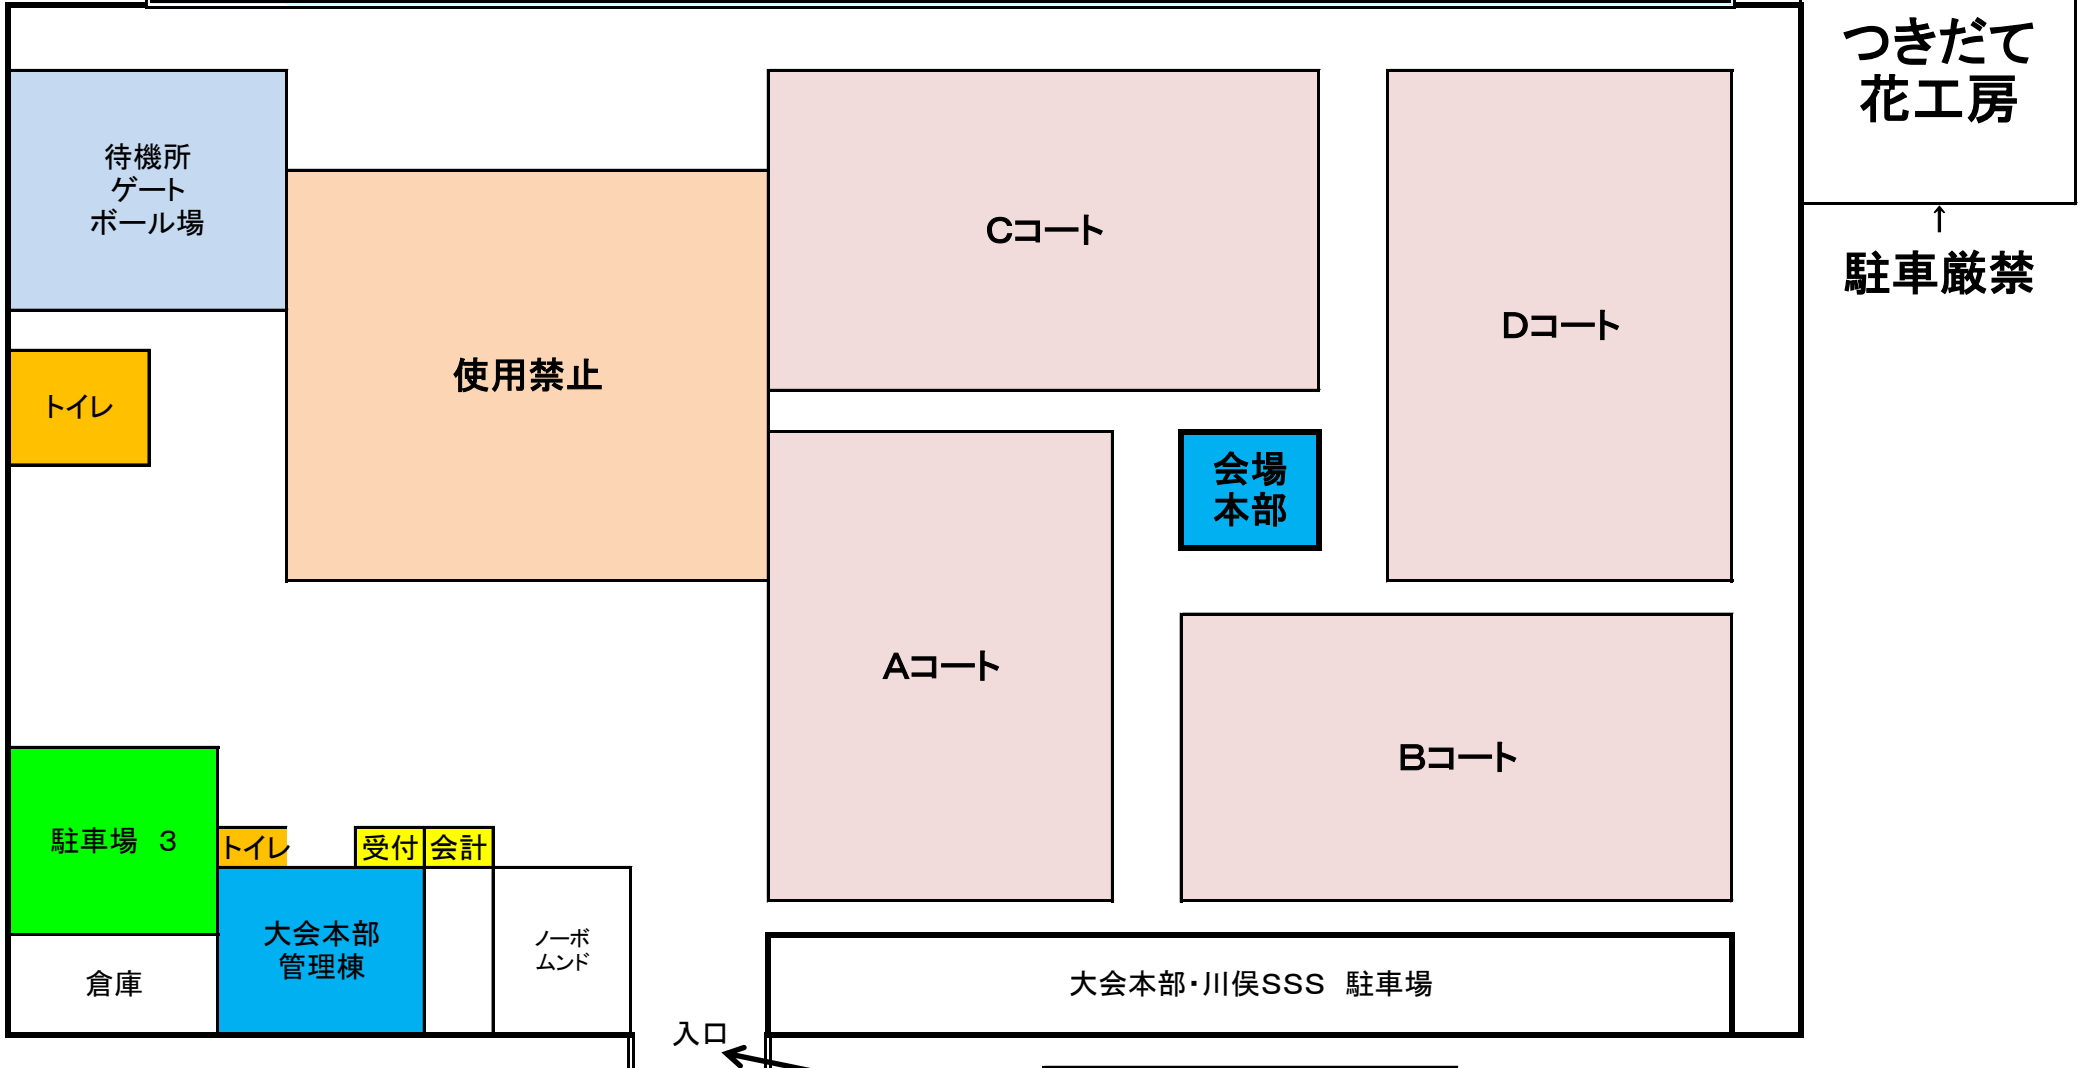 つきだて
花工房
↑
駐車厳禁
待機所
ゲート
ボール場
Cコート
Dコート
使用禁止
トイレ
会場
本部
Aコート
Bコート
駐車場　3
トイレ
受付
会計
大会本部
管理棟
ノーボ
ムンド
倉庫
大会本部・川俣SSS　駐車場
入口